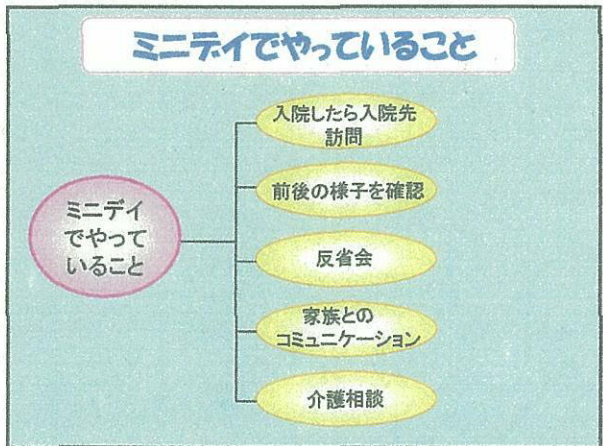 ミニデイでやっていること
入院したら入院先
訪問
前後の様子を確認
ミニデイ
でやって
いること
反省会
家族との
コミュニケーション
介護相談